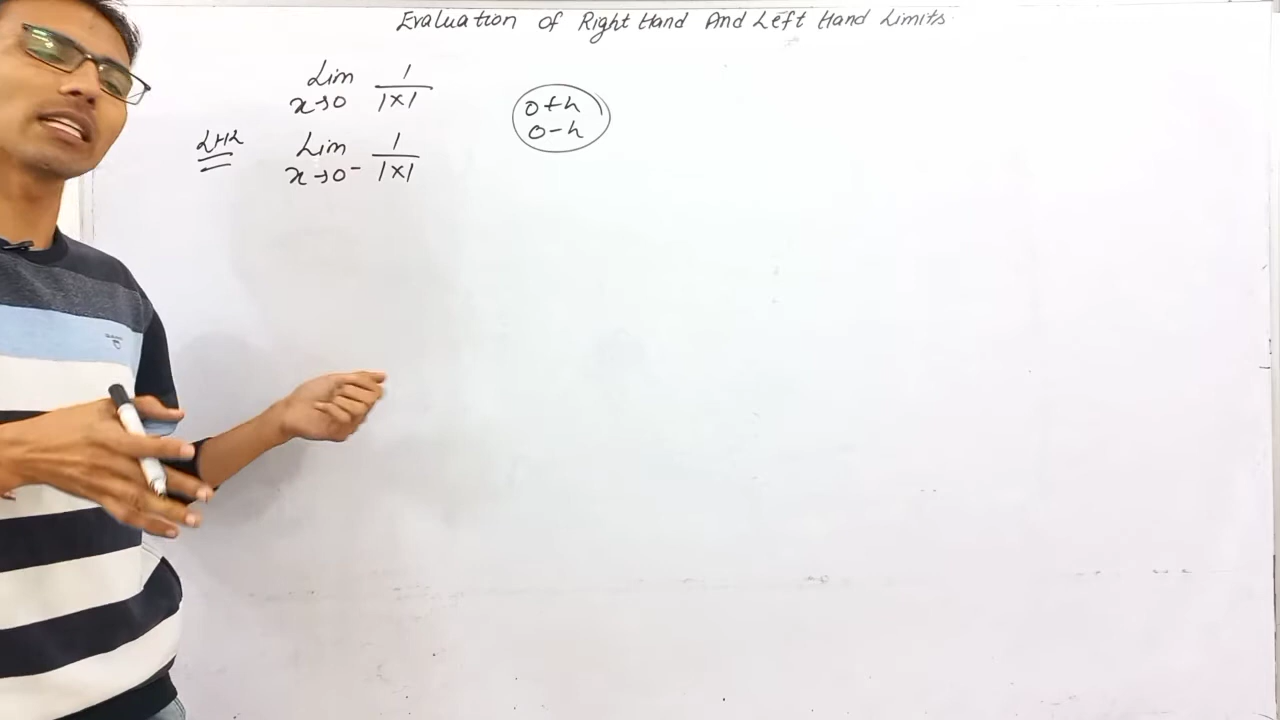 Evaluation of Right Hand And Left Hand Limits.
Lim x→0 1/|x|
0+h
0-h
LHL Lim x→0⁻ 1/|x|